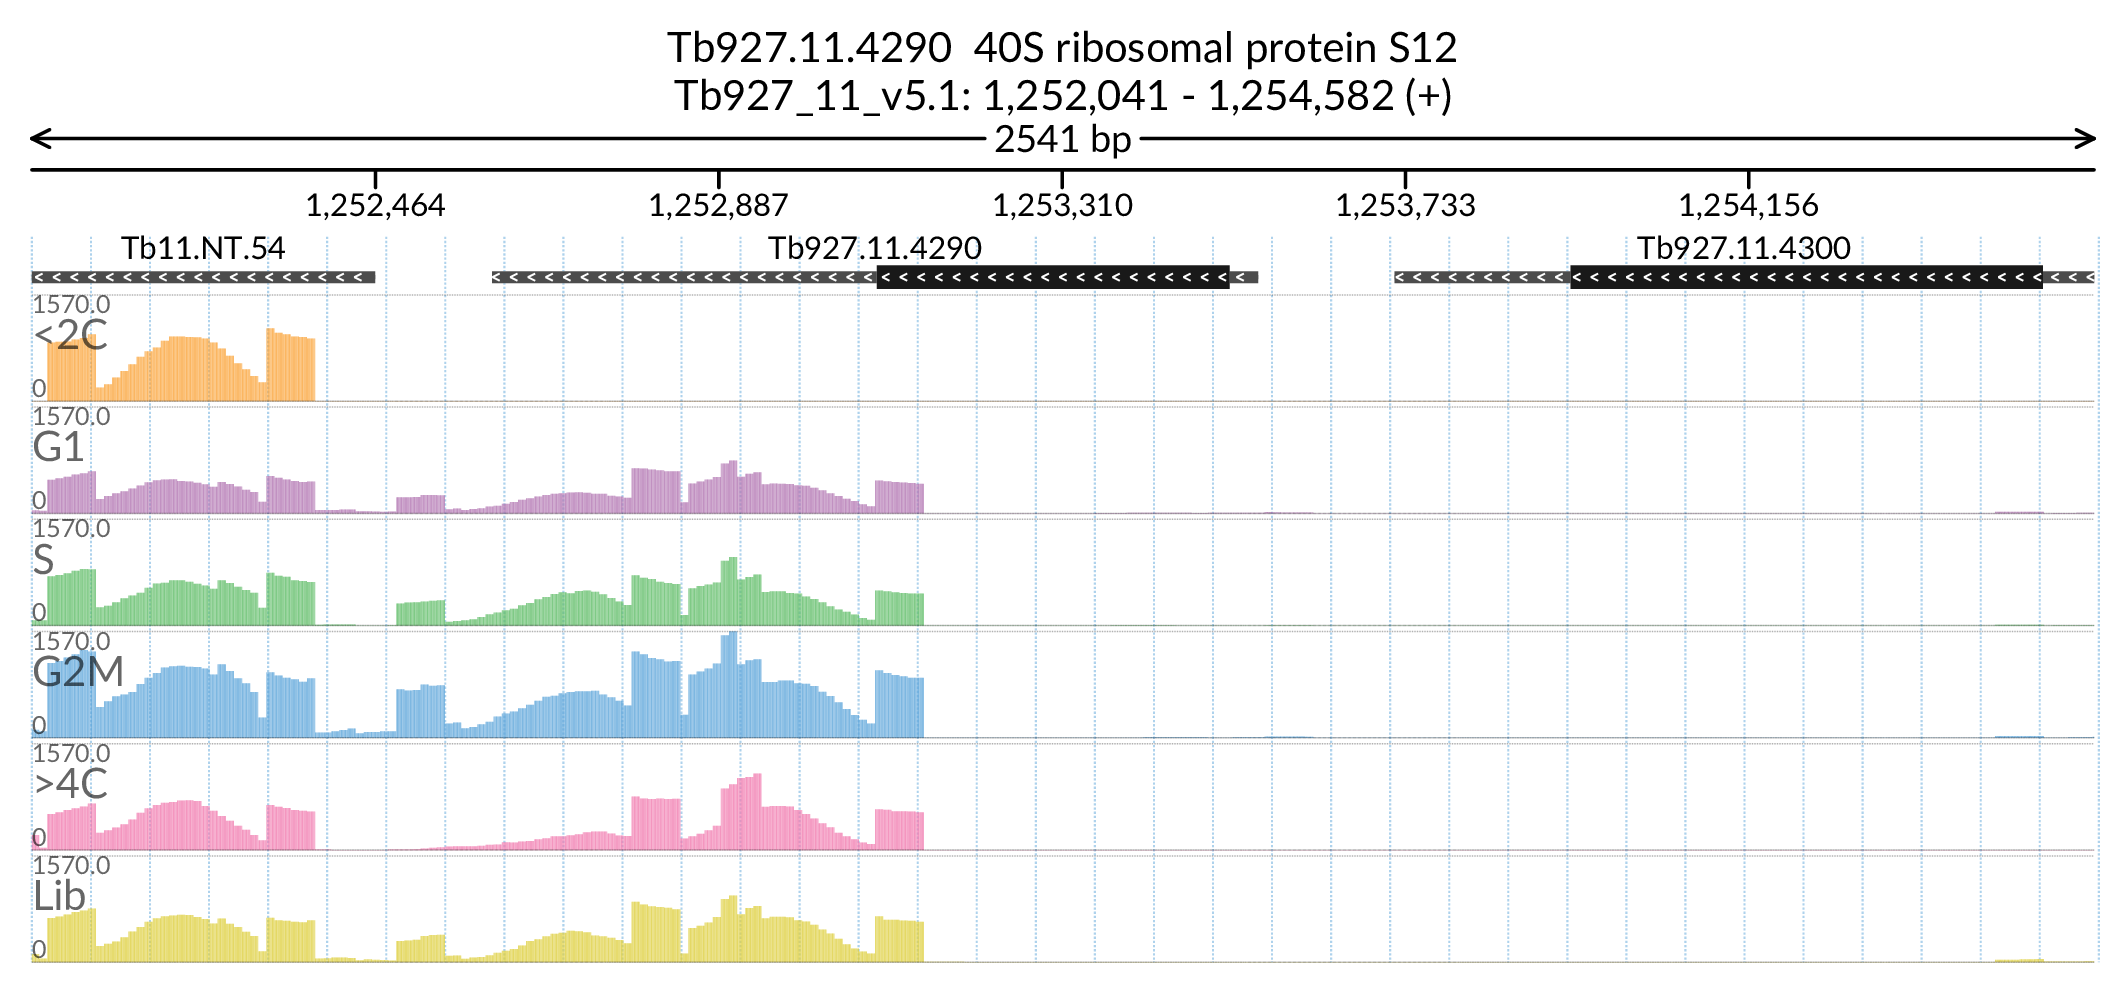 Tb927.11.4290  40S ribosomal protein S12
Tb927_11_v5.1: 1,252,041 - 1,254,582 (+)
2541 bp
1,252,464 1,252,887 1,253,310 1,253,733 1,254,156
Tb11.NT.54 Tb927.11.4290 Tb927.11.4300
1570.0
<2C
0
1570.0
G1
0
1570.0
S
0
1570.0
G2M
0
1570.0
>4C
0
1570.0
Lib
0